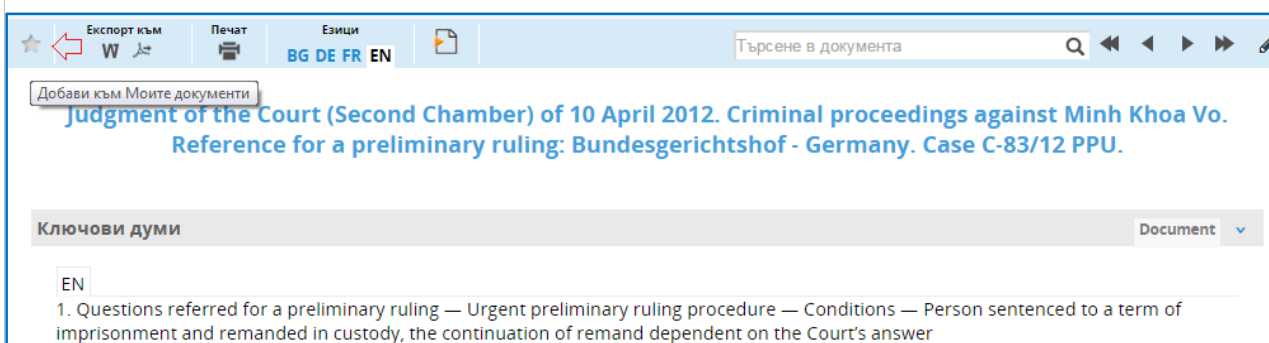 Експорт към
Печат
Езици
W
BG DE FR EN
Търсене в документа
Добави към Моите документи
Judgment of the Court (Second Chamber) of 10 April 2012. Criminal proceedings against Minh Khoa Vo.
Reference for a preliminary ruling: Bundesgerichtshof - Germany. Case C-83/12 PPU.
Ключови думи
Document
EN
1. Questions referred for a preliminary ruling — Urgent preliminary ruling procedure — Conditions — Person sentenced to a term of
imprisonment and remanded in custody, the continuation of remand dependent on the Court's answer